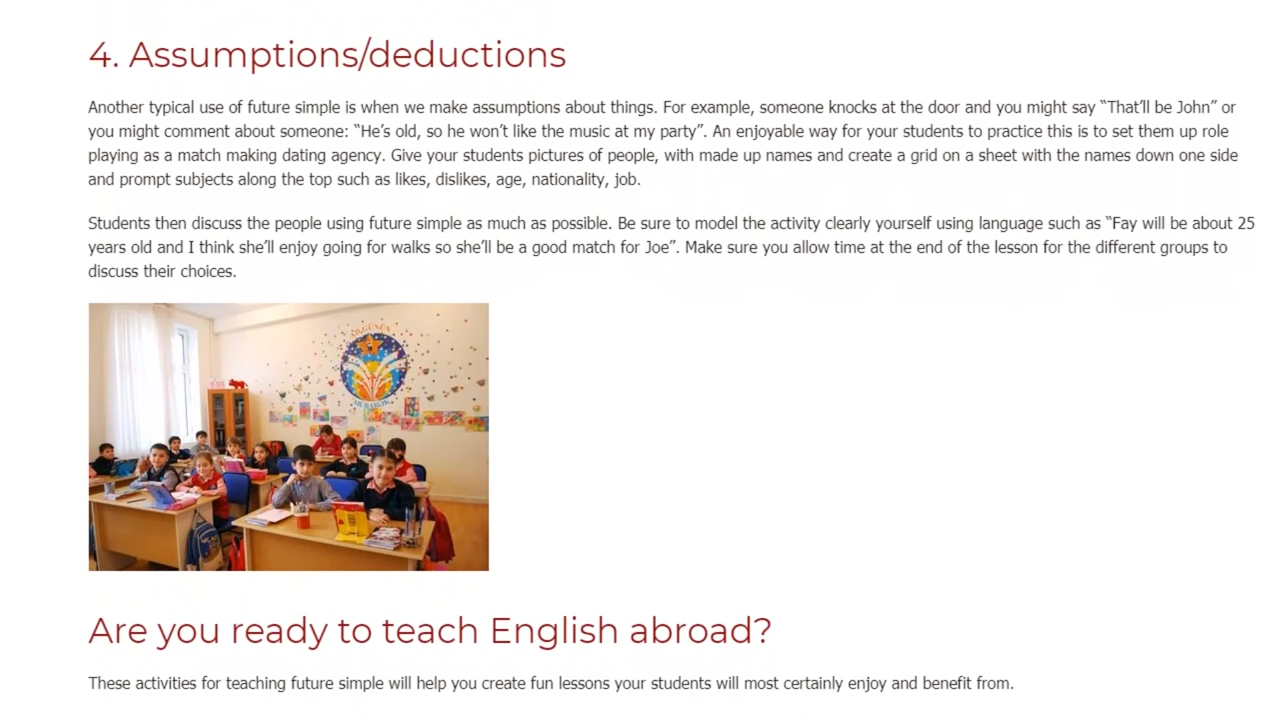 4. Assumptions/deductions
Another typical use of future simple is when we make assumptions about things. For example, someone knocks at the door and you might say “That’ll be John” or
you might comment about someone: “He’s old, so he won’t like the music at my party”. An enjoyable way for your students to practice this is to set them up role
playing as a match making dating agency. Give your students pictures of people, with made up names and create a grid on a sheet with the names down one side
and prompt subjects along the top such as likes, dislikes, age, nationality, job.
Students then discuss the people using future simple as much as possible. Be sure to model the activity clearly yourself using language such as “Fay will be about 25
years old and I think she’ll enjoy going for walks so she’ll be a good match for Joe”. Make sure you allow time at the end of the lesson for the different groups to
discuss their choices.
Are you ready to teach English abroad?
These activities for teaching future simple will help you create fun lessons your students will most certainly enjoy and benefit from.